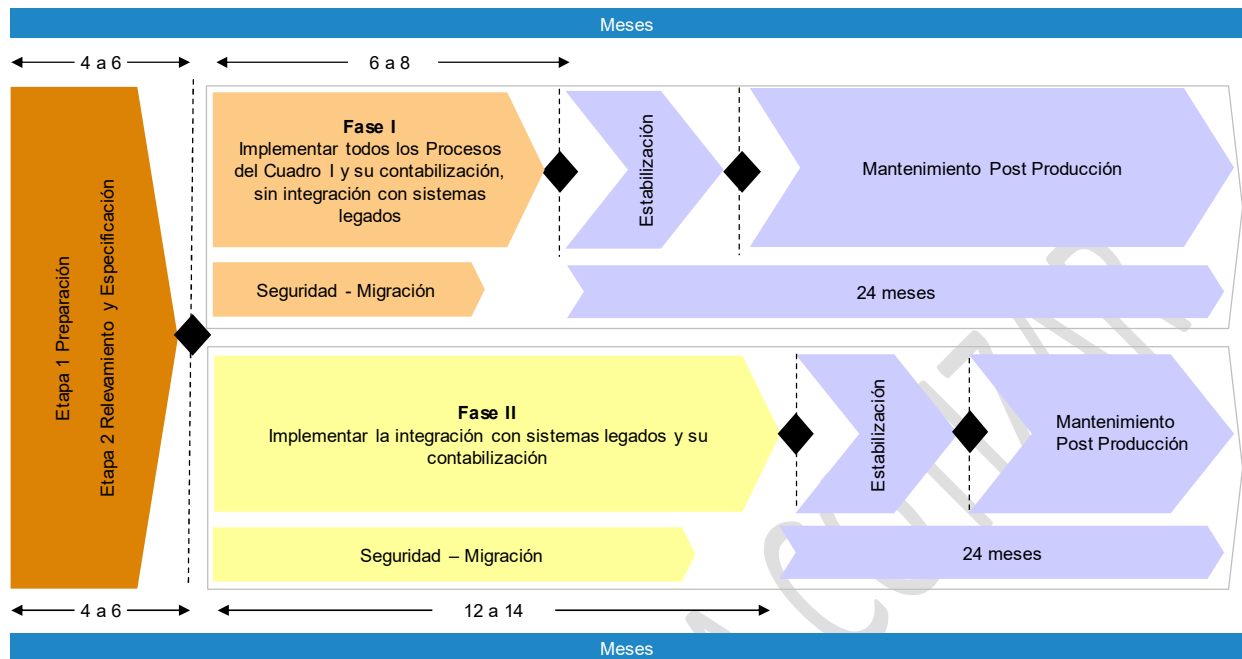 Meses
4 a 6
6 a 8
Etapa 1 Preparación
Etapa 2 Relevamiento y Especificación
Fase I
Implementar todos los Procesos
del Cuadro I y su contabilización,
sin integración con sistemas
legados
Estabilización
Mantenimiento Post Producción
Seguridad - Migración
24 meses
Fase II
Implementar la integración con sistemas legados y su
contabilización
Estabilización
Mantenimiento
Post Producción
Seguridad – Migración
24 meses
4 a 6
12 a 14
Meses
A COTIZAR